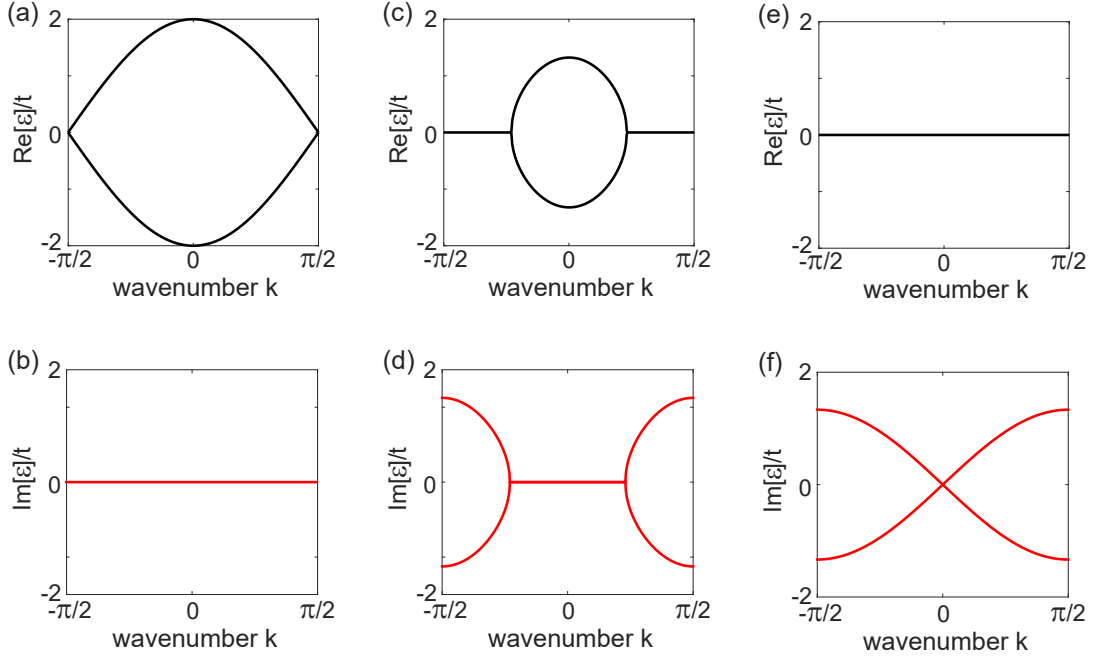 (a)
2
Re[ε]/t
0
-2
-π/2
0
π/2
wavenumber k
(c)
2
Re[ε]/t
0
-2
-π/2
0
π/2
wavenumber k
(e)
2
Re[ε]/t
0
-2
-π/2
0
π/2
wavenumber k
(b)
2
Im[ε]/t
0
-2
-π/2
0
π/2
wavenumber k
(d)
2
Im[ε]/t
0
-2
-π/2
0
π/2
wavenumber k
(f)
2
Im[ε]/t
0
-2
-π/2
0
π/2
wavenumber k